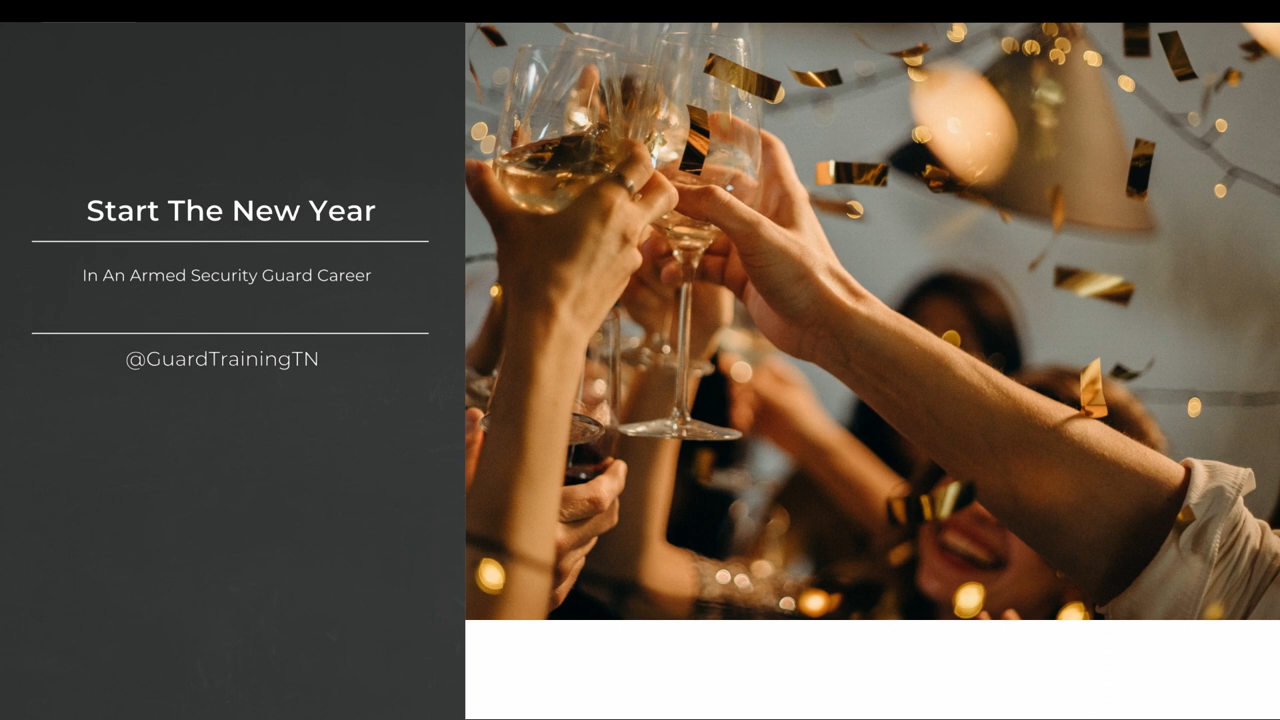 Start The New Year
In An Armed Security Guard Career
@GuardTrainingTN